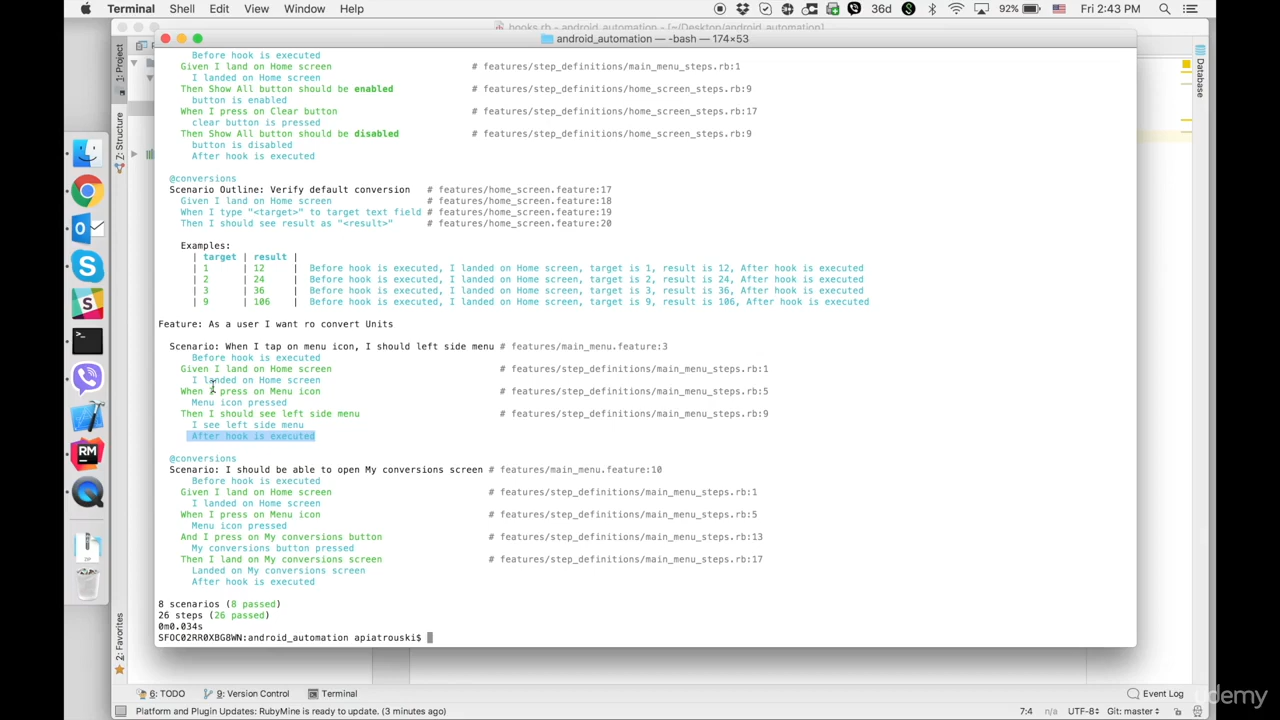 Terminal Shell Edit View Window Help 36d 92% Fri 2:43 PM
hooks.rb - android_automation - [~/Desktop/android_automation]
android_automation — -bash — 174×53
1: Project
Z: Structure
2: Favorites
Database
Before hook is executed
Given I land on Home screen # features/step_definitions/main_menu_steps.rb:1
I landed on Home screen
Then Show All button should be enabled # features/step_definitions/home_screen_steps.rb:9
button is enabled
When I press on Clear button # features/step_definitions/home_screen_steps.rb:17
clear button is pressed
Then Show All button should be disabled # features/step_definitions/home_screen_steps.rb:9
button is disabled
After hook is executed
@conversions
Scenario Outline: Verify default conversion # features/home_screen.feature:17
Given I land on Home screen # features/home_screen.feature:18
When I type "<target>" to target text field # features/home_screen.feature:19
Then I should see result as "<result>" # features/home_screen.feature:20
Examples:
| target | result |
| 1 | 12 | Before hook is executed, I landed on Home screen, target is 1, result is 12, After hook is executed
| 2 | 24 | Before hook is executed, I landed on Home screen, target is 2, result is 24, After hook is executed
| 3 | 36 | Before hook is executed, I landed on Home screen, target is 3, result is 36, After hook is executed
| 9 | 106 | Before hook is executed, I landed on Home screen, target is 9, result is 106, After hook is executed
Feature: As a user I want ro convert Units
Scenario: When I tap on menu icon, I should left side menu # features/main_menu.feature:3
Before hook is executed
Given I land on Home screen # features/step_definitions/main_menu_steps.rb:1
I landed on Home screen
When I press on Menu icon # features/step_definitions/main_menu_steps.rb:5
Menu icon pressed
Then I should see left side menu # features/step_definitions/main_menu_steps.rb:9
I see left side menu
After hook is executed
@conversions
Scenario: I should be able to open My conversions screen # features/main_menu.feature:10
Before hook is executed
Given I land on Home screen # features/step_definitions/main_menu_steps.rb:1
I landed on Home screen
When I press on Menu icon # features/step_definitions/main_menu_steps.rb:5
Menu icon pressed
And I press on My conversions button # features/step_definitions/main_menu_steps.rb:13
My conversions button pressed
Then I land on My conversions screen # features/step_definitions/main_menu_steps.rb:17
Landed on My conversions screen
After hook is executed
8 scenarios (8 passed)
26 steps (26 passed)
0m0.034s
SFOC02RR0XBG8WN:android_automation apiatrouski$
6: TODO 9: Version Control Terminal Event Log
Platform and Plugin Updates: RubyMine is ready to update. (3 minutes ago) 7:4 n/a UTF-8 Git: master
udemy